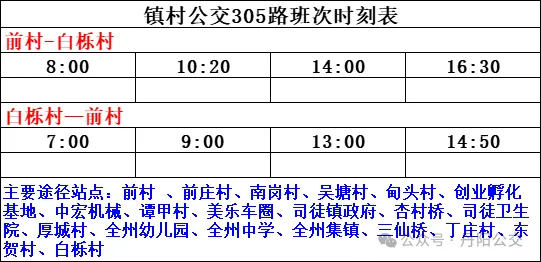 镇村公交305路班次时刻表
前村-白栎村
8:00 10:20 14:00 16:30
白栎村—前村
7:00 9:00 13:00 14:50
主要途径站点：前村 、前庄村、南岗村、吴塘村、甸头村、创业孵化
基地、中宏机械、谭甲村、美乐车圈、司徒镇政府、杏村桥、司徒卫生
院、厚城村、全州幼儿园、全州中学、全州集镇、三仙桥、丁庄村、东
贺村、白栎村
公众号·丹阳公交